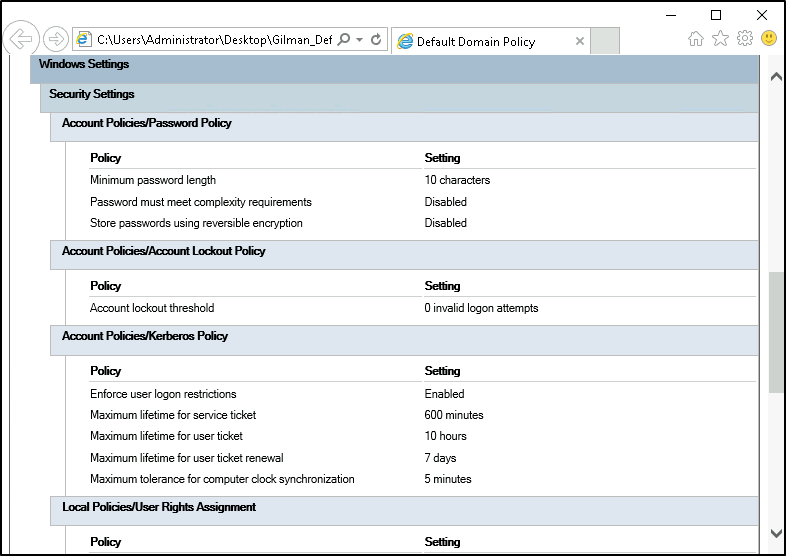 C:\Users\Administrator\Desktop\Gilman_Def
Default Domain Policy
Windows Settings
Security Settings
Account Policies/Password Policy
Policy Setting
Minimum password length 10 characters
Password must meet complexity requirements Disabled
Store passwords using reversible encryption Disabled
Account Policies/Account Lockout Policy
Policy Setting
Account lockout threshold 0 invalid logon attempts
Account Policies/Kerberos Policy
Policy Setting
Enforce user logon restrictions Enabled
Maximum lifetime for service ticket 600 minutes
Maximum lifetime for user ticket 10 hours
Maximum lifetime for user ticket renewal 7 days
Maximum tolerance for computer clock synchronization 5 minutes
Local Policies/User Rights Assignment
Policy Setting